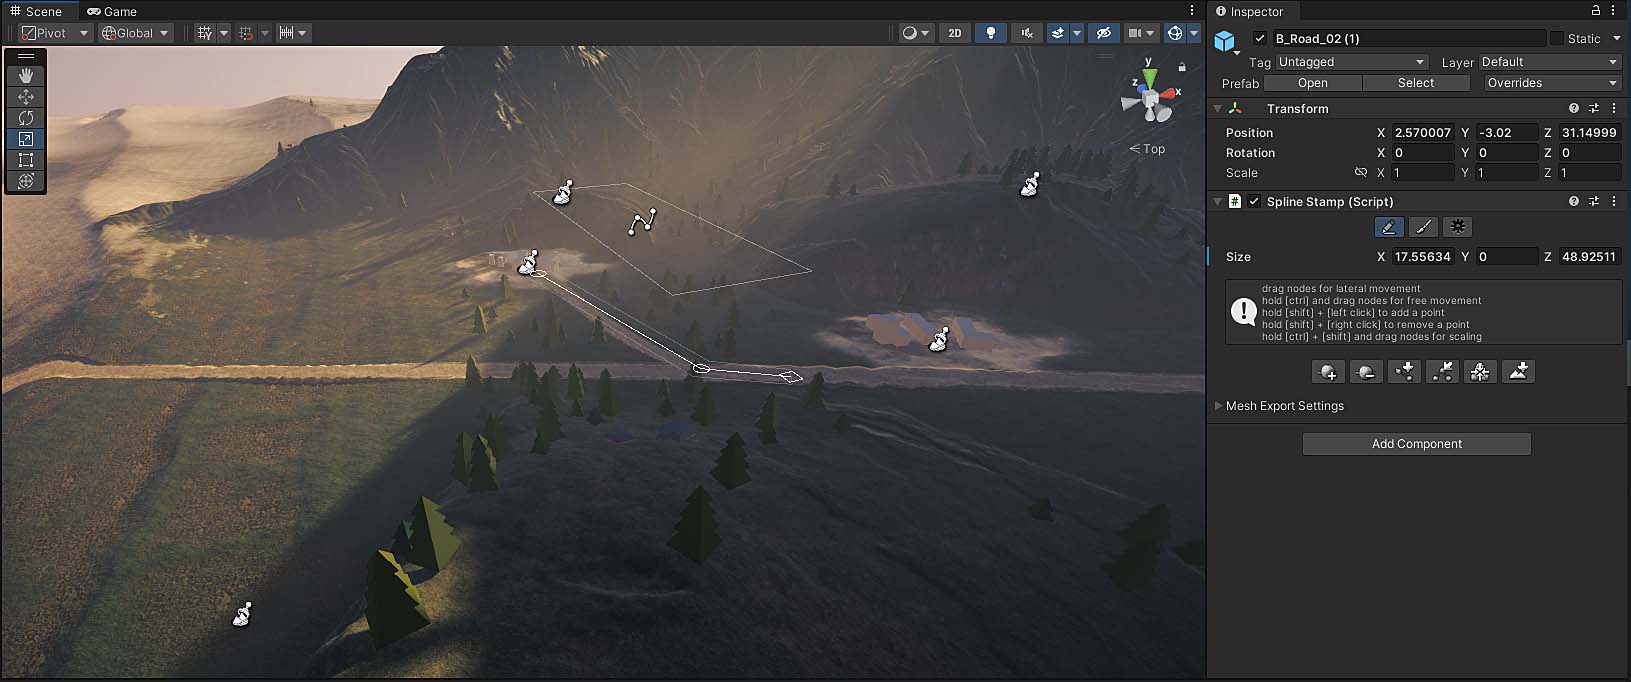 Scene
Game
Pivot
Global
2D
y
z
x
Top
Inspector
B_Road_02 (1)
Static
Tag Untagged
Layer Default
Prefab Open Select Overrides
Transform
Position X 2.570007 Y -3.02 Z 31.14999
Rotation X 0 Y 0 Z 0
Scale X 1 Y 1 Z 1
# Spline Stamp (Script)
Size X 17.55634 Y 0 Z 48.92511
drag nodes for lateral movement
hold [ctrl] and drag nodes for free movement
hold [shift] + [left click] to add a point
hold [shift] + [right click] to remove a point
hold [ctrl] + [shift] and drag nodes for scaling
Mesh Export Settings
Add Component